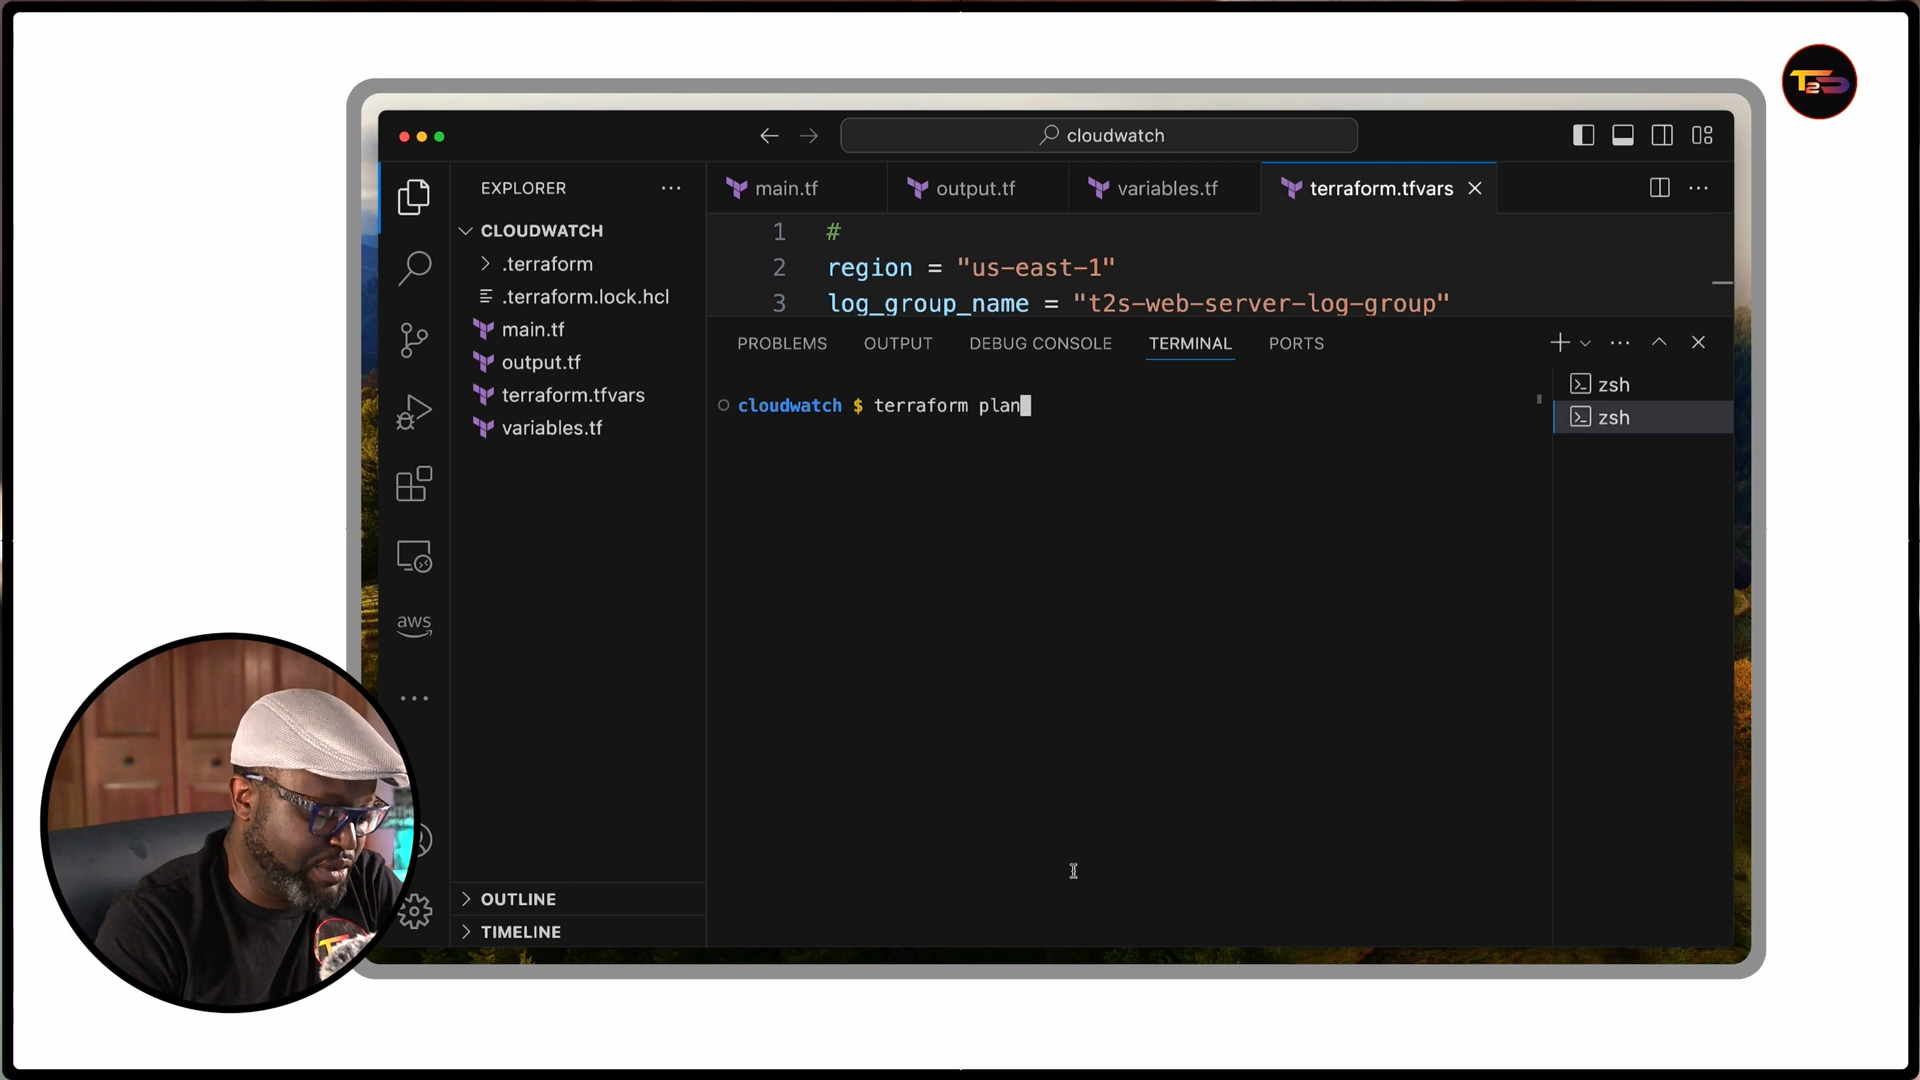 T2S
cloudwatch
EXPLORER
main.tf
output.tf
variables.tf
terraform.tfvars
CLOUDWATCH
.terraform
.terraform.lock.hcl
main.tf
output.tf
terraform.tfvars
variables.tf
1 #
2 region = "us-east-1"
3 log_group_name = "t2s-web-server-log-group"
PROBLEMS
OUTPUT
DEBUG CONSOLE
TERMINAL
PORTS
cloudwatch $ terraform plan
zsh
zsh
aws
OUTLINE
TIMELINE